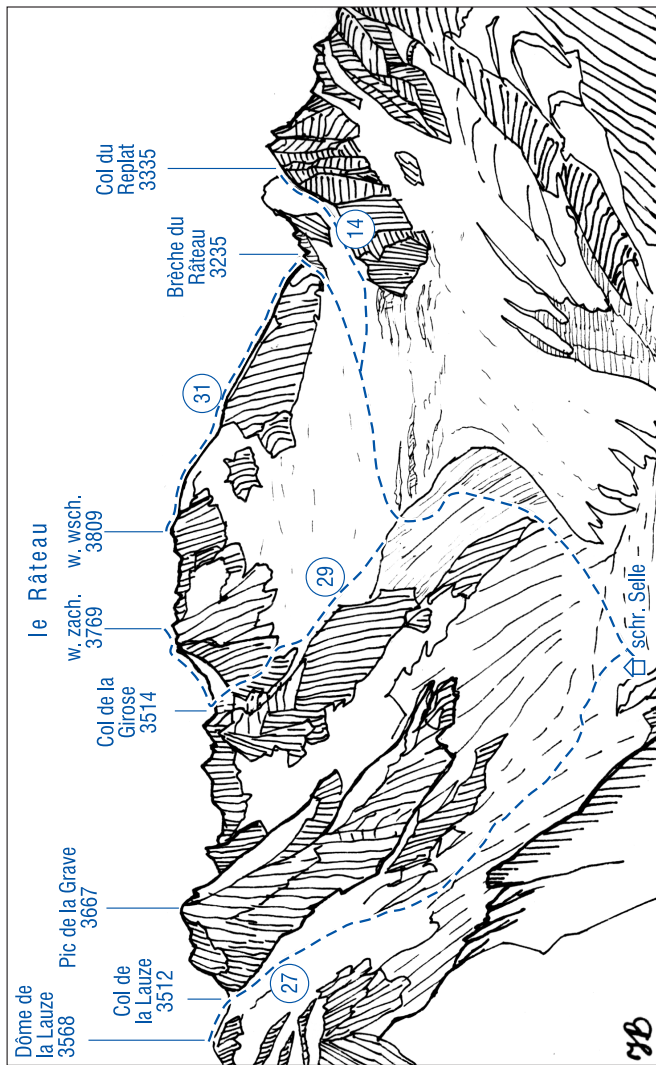 Dôme de
la Lauze
3568
Col de
la Lauze
3512
Pic de la Grave
3667
Col de la
Girose
3514
le Râteau
w. zach.
3769
w. wsch.
3809
Brèche du
Râteau
3235
Col du
Replat
3335
27
29
31
14
schr. Selle
JB